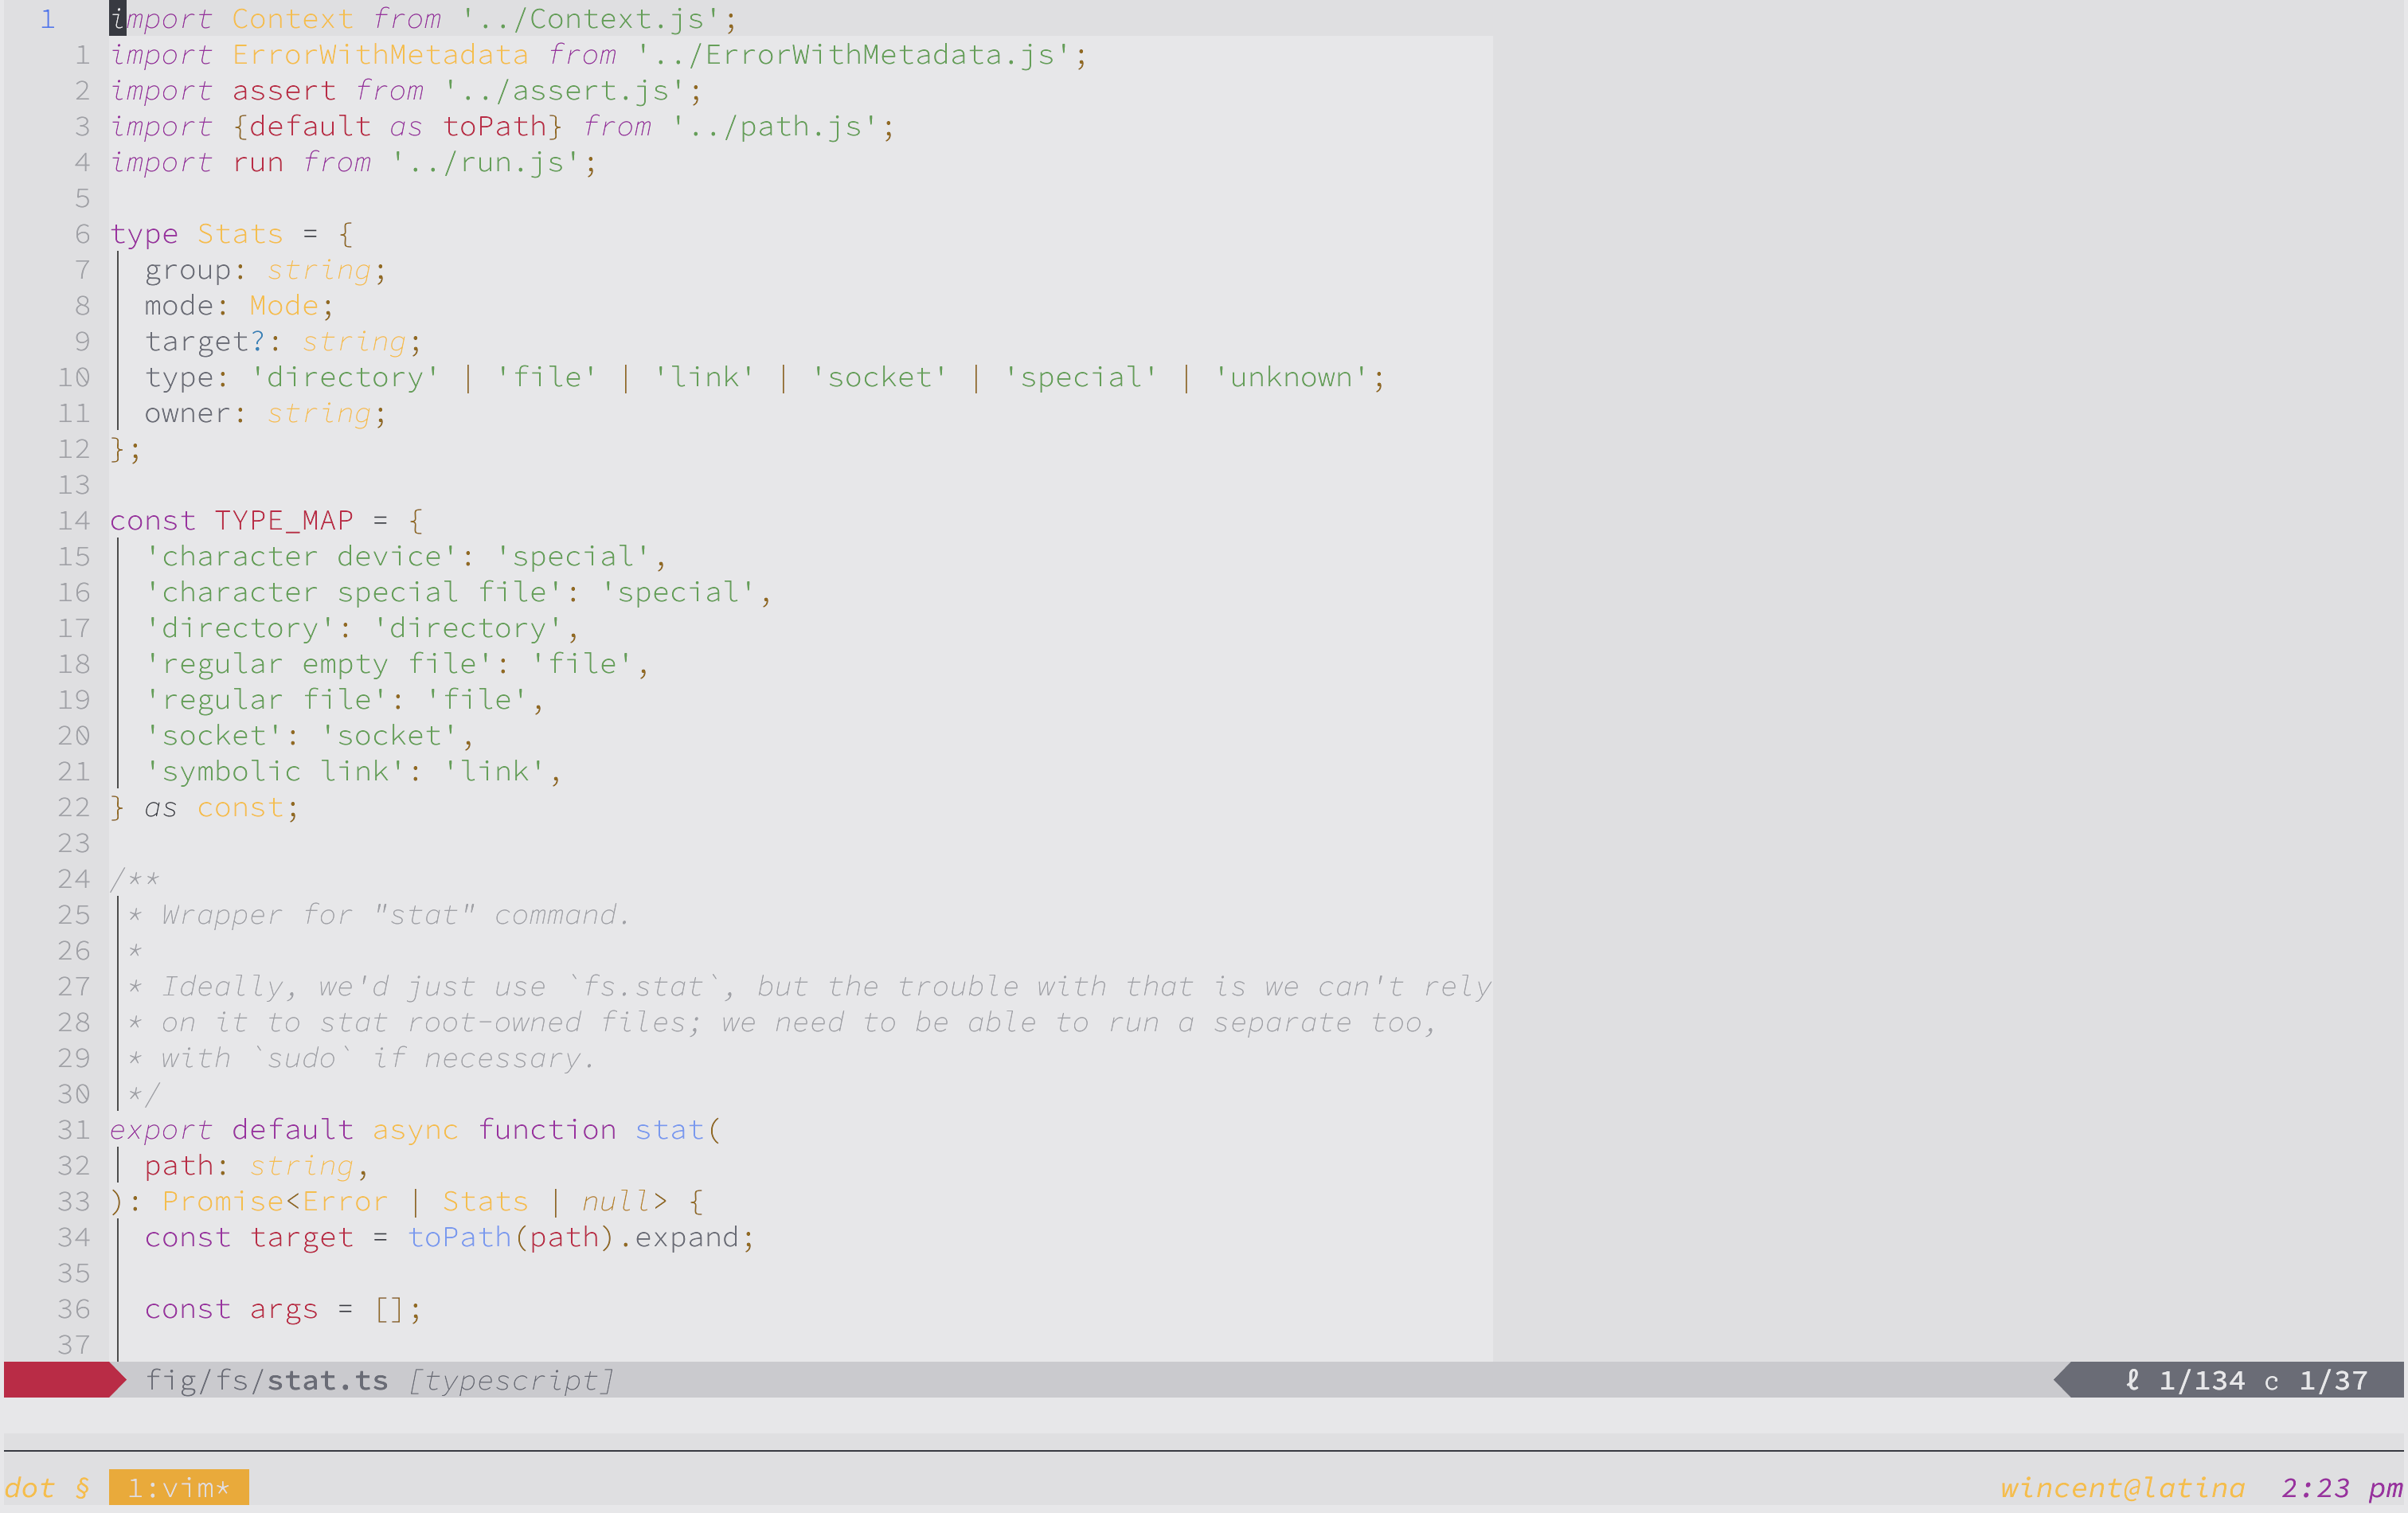 1 import Context from '../Context.js';
1 import ErrorWithMetadata from '../ErrorWithMetadata.js';
2 import assert from '../assert.js';
3 import {default as toPath} from '../path.js';
4 import run from '../run.js';
5
6 type Stats = {
7   group: string;
8   mode: Mode;
9   target?: string;
10   type: 'directory' | 'file' | 'link' | 'socket' | 'special' | 'unknown';
11   owner: string;
12 };
13
14 const TYPE_MAP = {
15   'character device': 'special',
16   'character special file': 'special',
17   'directory': 'directory',
18   'regular empty file': 'file',
19   'regular file': 'file',
20   'socket': 'socket',
21   'symbolic link': 'link',
22 } as const;
23
24 /**
25  * Wrapper for "stat" command.
26  *
27  * Ideally, we'd just use `fs.stat`, but the trouble with that is we can't rely
28  * on it to stat root-owned files; we need to be able to run a separate too,
29  * with `sudo` if necessary.
30  */
31 export default async function stat(
32   path: string,
33 ): Promise<Error | Stats | null> {
34   const target = toPath(path).expand;
35
36   const args = [];
37
fig/fs/stat.ts [typescript] ℓ 1/134 c 1/37
dot § 1:vim* wincent@latina 2:23 pm